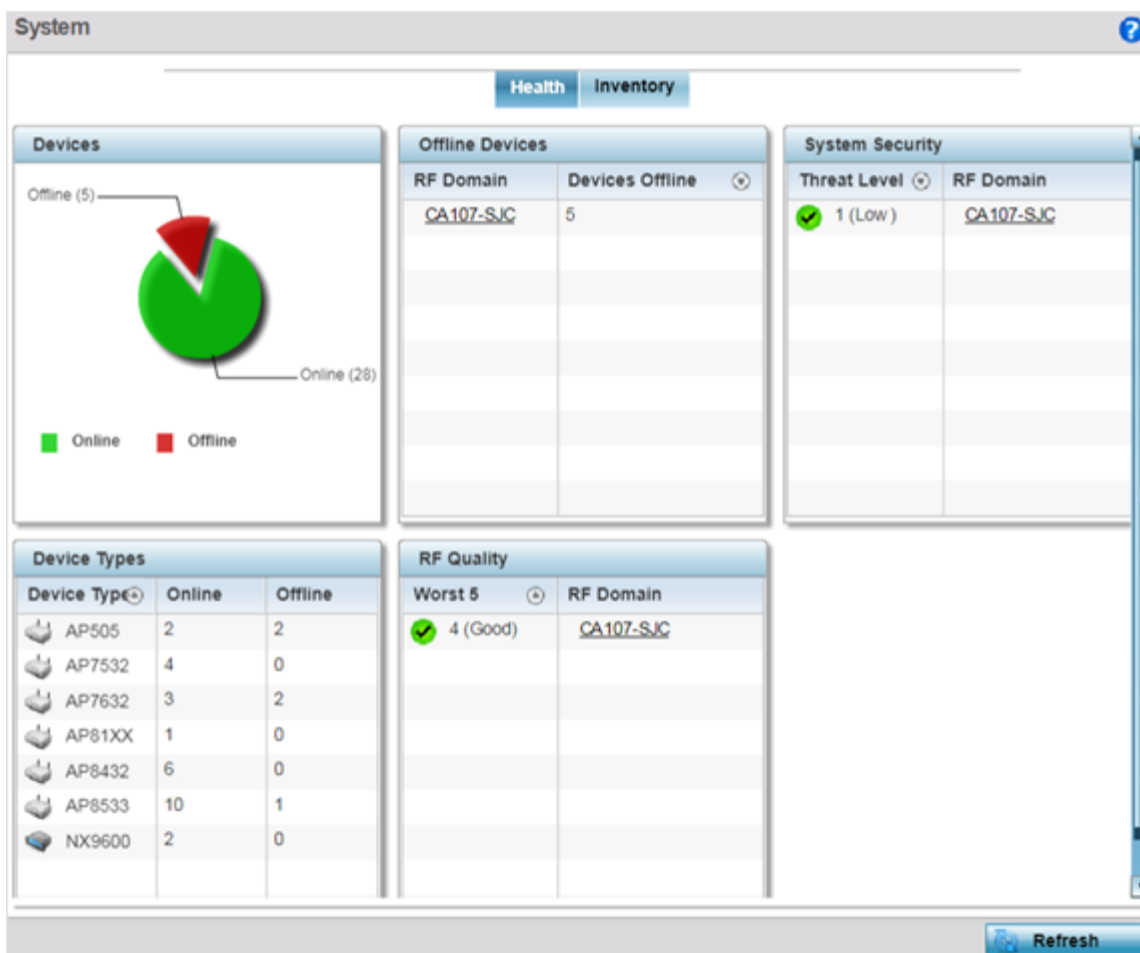 System
?
Health Inventory
Devices
Offline (5)
Online (28)
Online Offline
Offline Devices
RF Domain Devices Offline
CA107-SJC 5
System Security
Threat Level RF Domain
1 (Low) CA107-SJC
Device Types
Device Type Online Offline
AP505 2 2
AP7532 4 0
AP7632 3 2
AP81XX 1 0
AP8432 6 0
AP8533 10 1
NX9600 2 0
RF Quality
Worst 5 RF Domain
4 (Good) CA107-SJC
Refresh